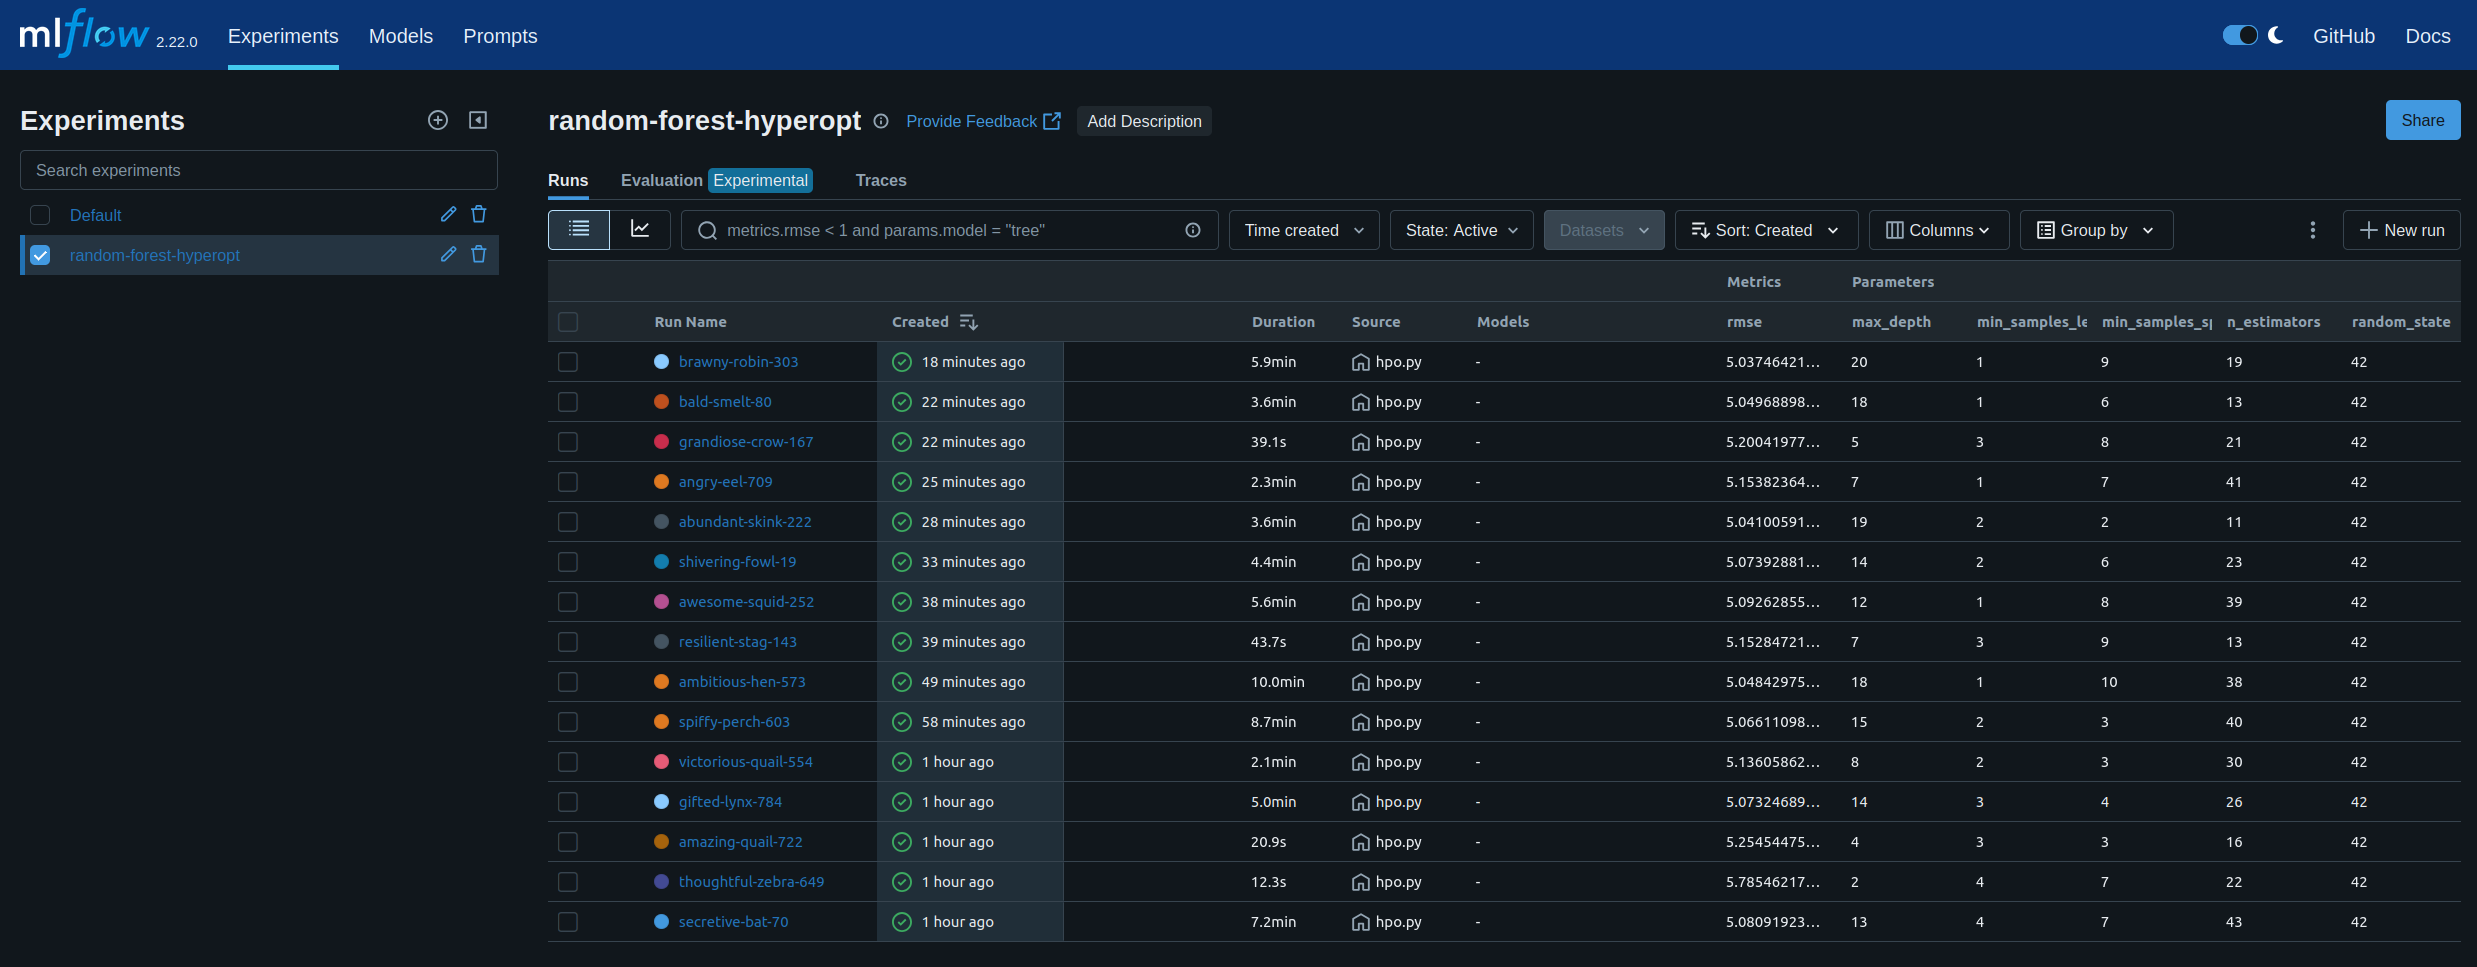 mlflow 2.22.0 Experiments Models Prompts GitHub Docs
Experiments
Search experiments
Default
random-forest-hyperopt
random-forest-hyperopt Provide Feedback Add Description Share
Runs Evaluation Experimental Traces
metrics.rmse < 1 and params.model = "tree" Time created State: Active Datasets Sort: Created Columns Group by New run
Metrics Parameters
Run Name Created Duration Source Models rmse max_depth min_samples_le min_samples_sp n_estimators random_state
brawny-robin-303 18 minutes ago 5.9min hpo.py - 5.03746421... 20 1 9 19 42
bald-smelt-80 22 minutes ago 3.6min hpo.py - 5.04968898... 18 1 6 13 42
grandiose-crow-167 22 minutes ago 39.1s hpo.py - 5.20041977... 5 3 8 21 42
angry-eel-709 25 minutes ago 2.3min hpo.py - 5.15382364... 7 1 7 41 42
abundant-skink-222 28 minutes ago 3.6min hpo.py - 5.04100591... 19 2 2 11 42
shivering-fowl-19 33 minutes ago 4.4min hpo.py - 5.07392881... 14 2 6 23 42
awesome-squid-252 38 minutes ago 5.6min hpo.py - 5.09262855... 12 1 8 39 42
resilient-stag-143 39 minutes ago 43.7s hpo.py - 5.15284721... 7 3 9 13 42
ambitious-hen-573 49 minutes ago 10.0min hpo.py - 5.04842975... 18 1 10 38 42
spiffy-perch-603 58 minutes ago 8.7min hpo.py - 5.06611098... 15 2 3 40 42
victorious-quail-554 1 hour ago 2.1min hpo.py - 5.13605862... 8 2 3 30 42
gifted-lynx-784 1 hour ago 5.0min hpo.py - 5.07324689... 14 3 4 26 42
amazing-quail-722 1 hour ago 20.9s hpo.py - 5.25454475... 4 3 3 16 42
thoughtful-zebra-649 1 hour ago 12.3s hpo.py - 5.78546217... 2 4 7 22 42
secretive-bat-70 1 hour ago 7.2min hpo.py - 5.08091923... 13 4 7 43 42